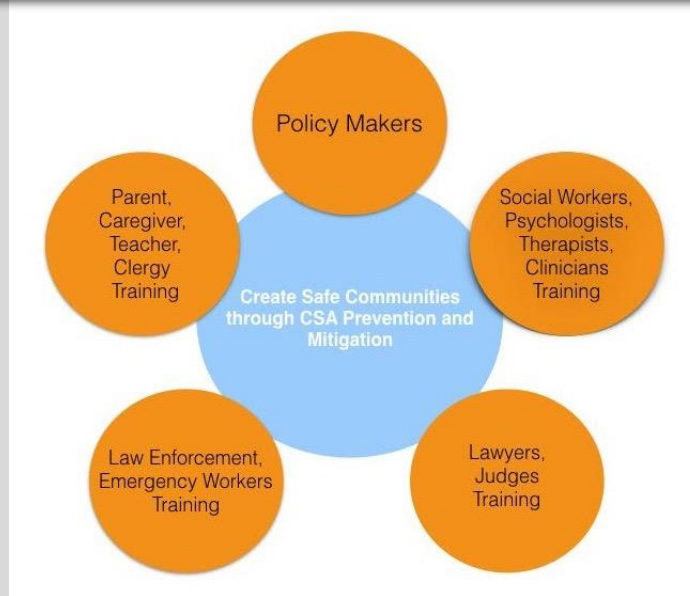 Policy Makers
Parent,
Caregiver,
Teacher,
Clergy
Training
Social Workers,
Psychologists,
Therapists,
Clinicians
Training
Create Safe Communities
through CSA Prevention and
Mitigation
Law Enforcement,
Emergency Workers
Training
Lawyers,
Judges
Training